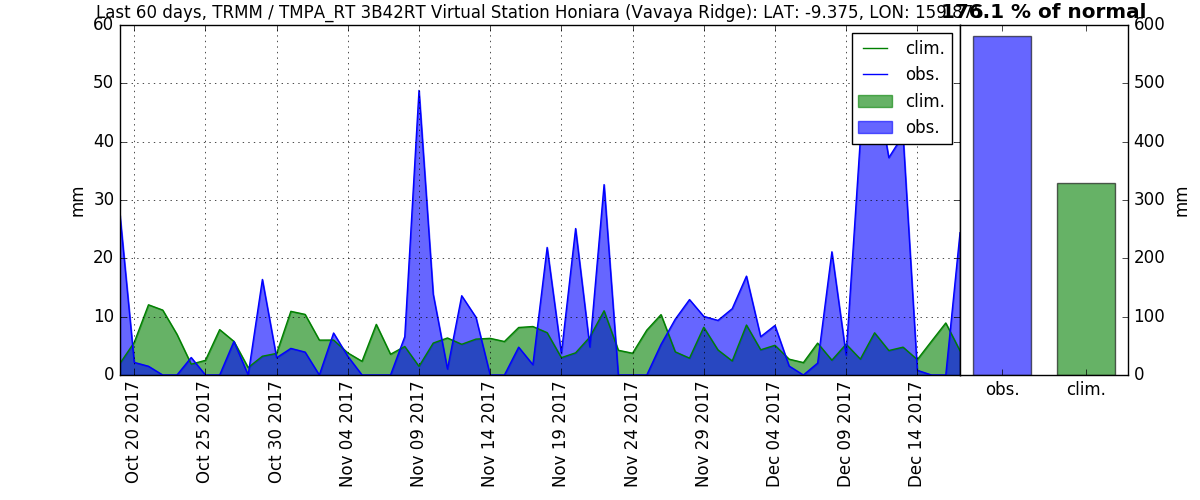 Last 60 days, TRMM / TMPA_RT 3B42RT Virtual Station Honiara (Vavaya Ridge): LAT: -9.375, LON:
176.1 % of normal
60
50
40
30
20
10
0
mm
clim.
obs.
clim.
obs.
Oct 20 2017
Oct 25 2017
Oct 30 2017
Nov 04 2017
Nov 09 2017
Nov 14 2017
Nov 19 2017
Nov 24 2017
Nov 29 2017
Dec 04 2017
Dec 09 2017
Dec 14 2017
600
500
400
300
200
100
0
mm
obs.
clim.